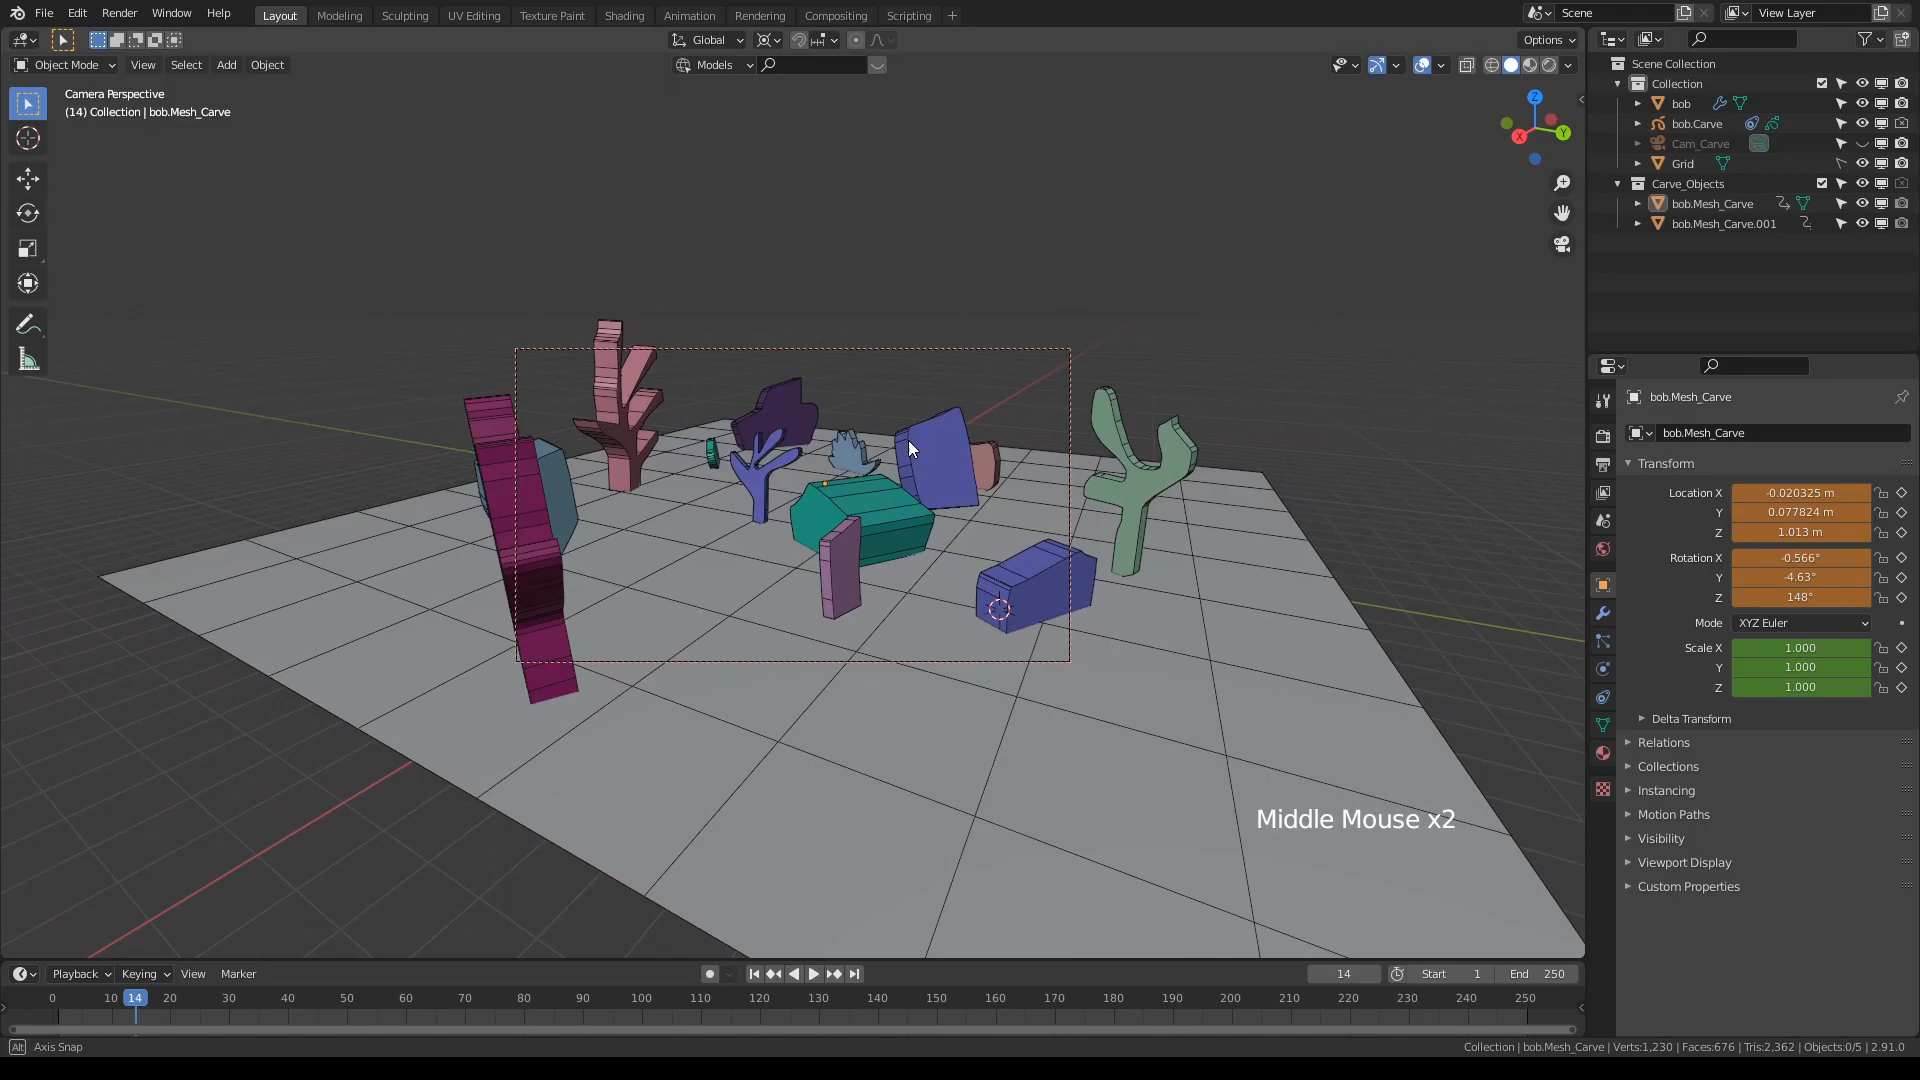 File Edit Render Window Help Layout Modeling Sculpting UV Editing Texture Paint Shading Animation Rendering Compositing Scripting + Scene View Layer
Global Options
Object Mode View Select Add Object Models
Camera Perspective
(14) Collection | bob.Mesh_Carve
Z
Y
X
Middle Mouse x2
Scene Collection
Collection
bob
bob.Carve
Cam_Carve
Grid
Carve_Objects
bob.Mesh_Carve
bob.Mesh_Carve.001
bob.Mesh_Carve
bob.Mesh_Carve
Transform
Location X -0.020325 m
Y 0.077824 m
Z 1.013 m
Rotation X -0.566°
Y -4.63°
Z 148°
Mode XYZ Euler
Scale X 1.000
Y 1.000
Z 1.000
Delta Transform
Relations
Collections
Instancing
Motion Paths
Visibility
Viewport Display
Custom Properties
Playback Keying View Marker 14 Start 1 End 250
0 10 14 20 30 40 50 60 70 80 90 100 110 120 130 140 150 160 170 180 190 200 210 220 230 240 250
Alt Axis Snap Collection | bob.Mesh_Carve | Verts:1,230 | Faces:676 | Tris:2,362 | Objects:0/5 | 2.91.0